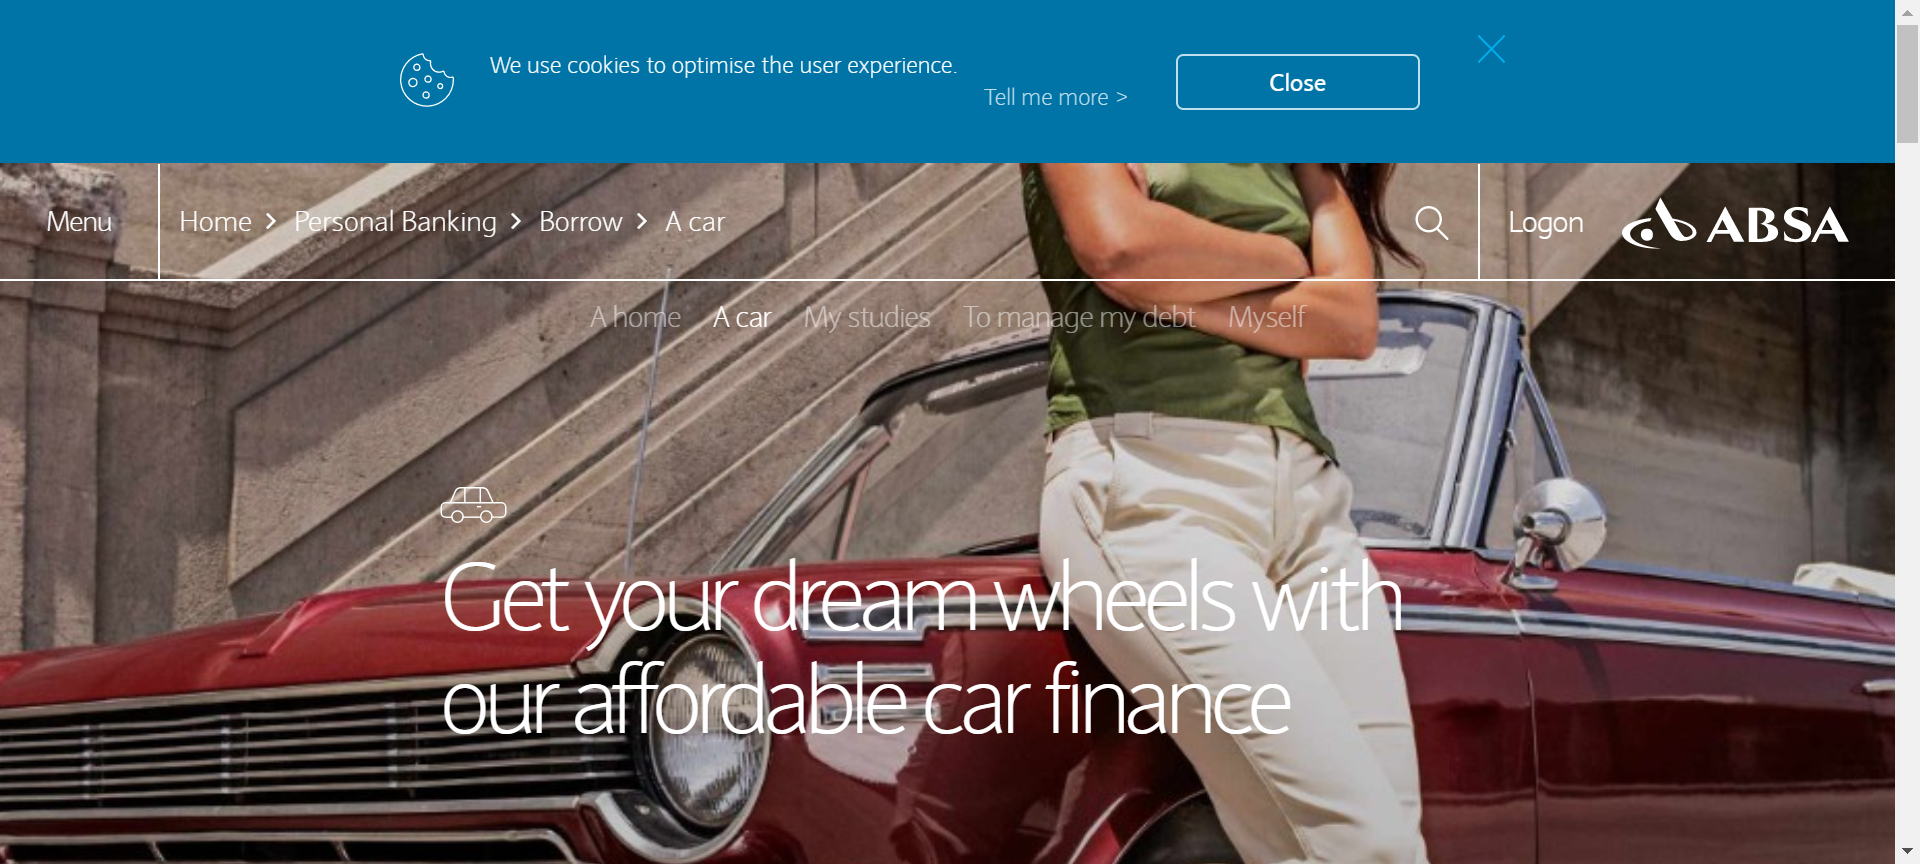 We use cookies to optimise the user experience.
Tell me more >
Close
Menu
Home > Personal Banking > Borrow > A car
Logon
ABSA
A home
A car
My studies
To manage my debt
Myself
Get your dream wheels with
our affordable car finance